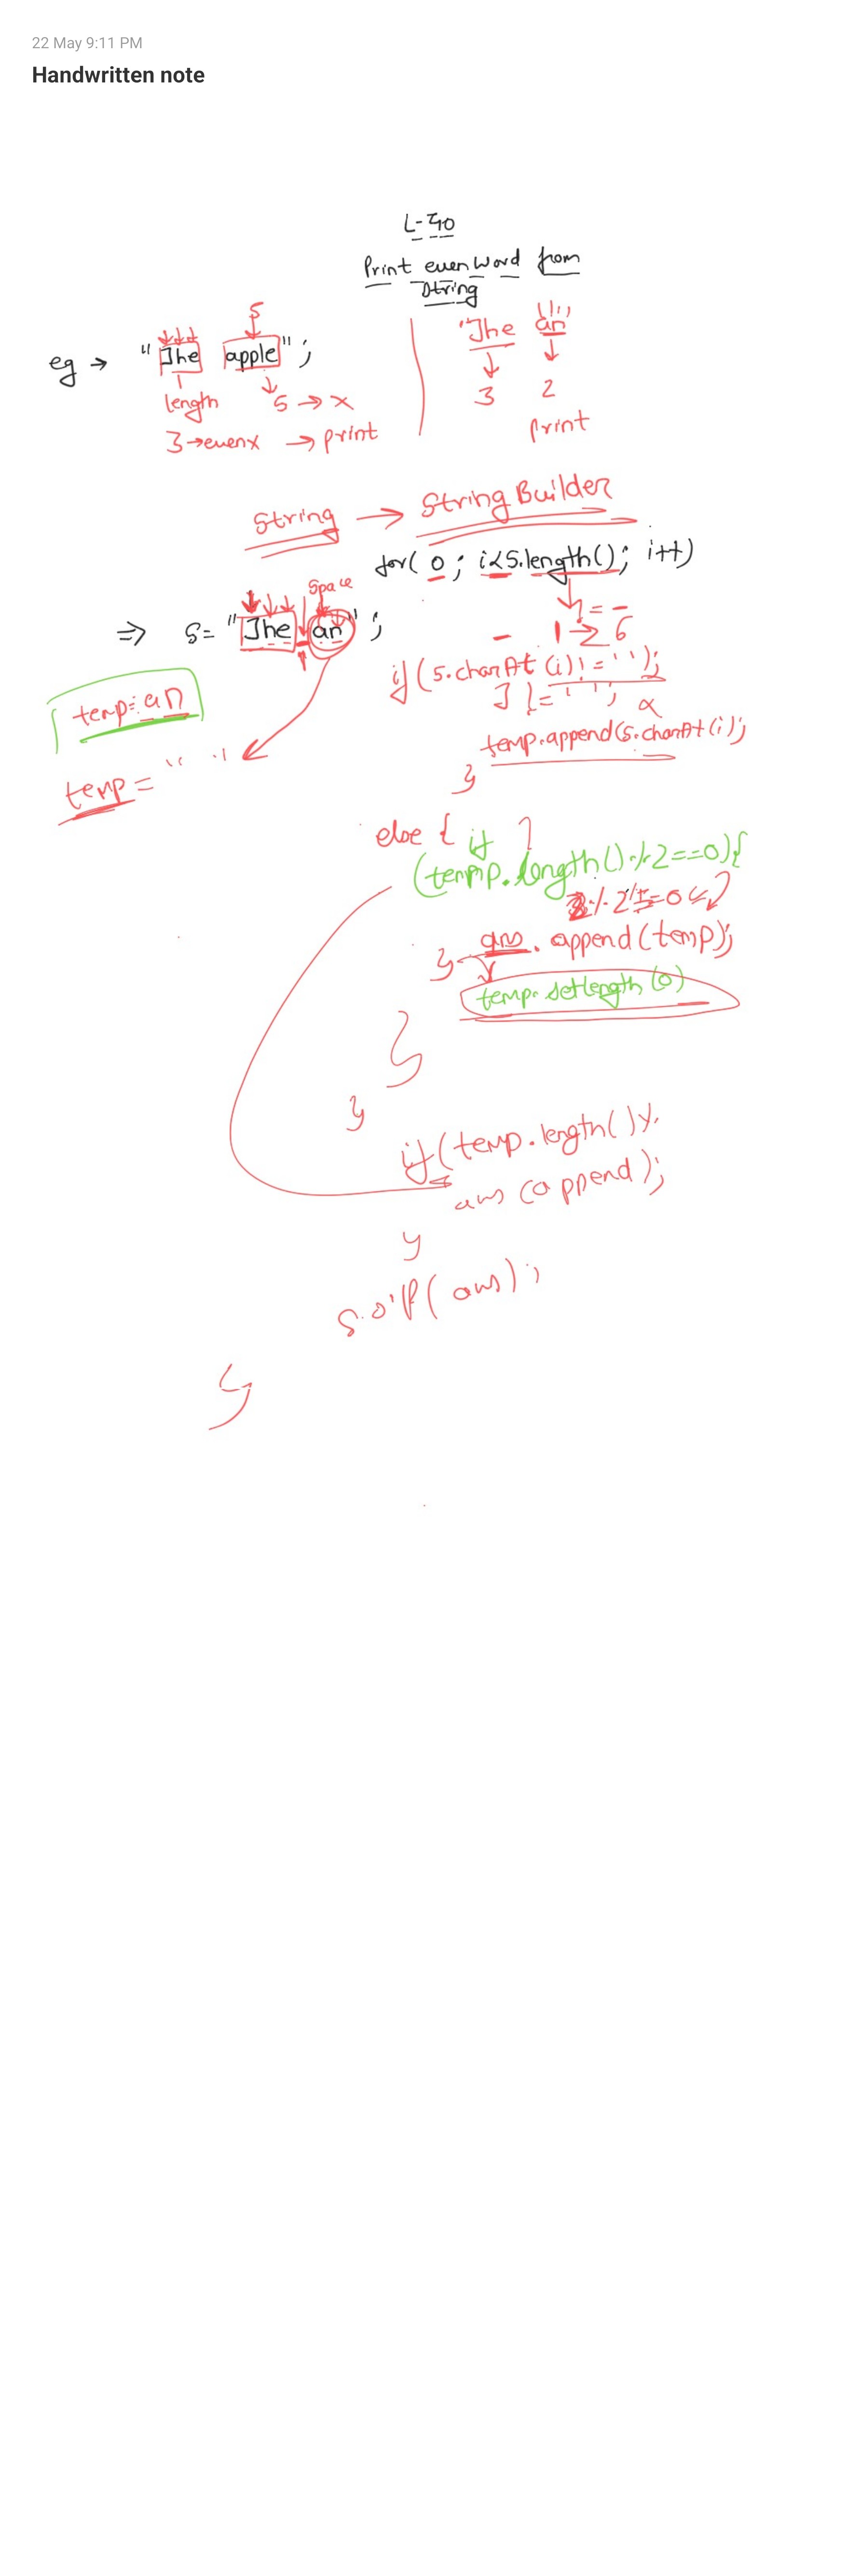 22 May 9:11 PM
Handwritten note
L-40
Print even word from
String
eg → "The apple";
5
length
5 → x
3→evenx → print
"The an"
3 2
print
String → String Builder
for( 0 ; i<s.length(); i++)
Space
⇒ s= "The an" ;
1 → 6
if(s.charAt(i)!=' ');
T != ' ';
temp=an
temp.append(s.charAt(i);
temp= " "
}
else { if
(temp.length()%2==0){
%2==0
ans.append(temp);
}
temp.setlength(0)
}
}
if(temp.length()%
ans (append);
}
S.o.p(ans);
}